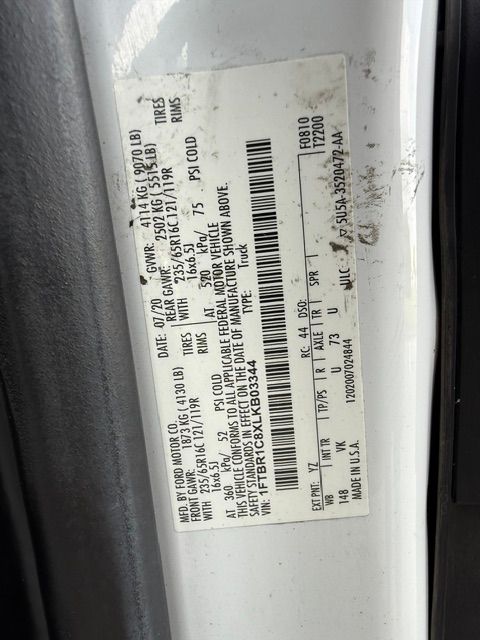 MFD. BY FORD MOTOR CO.
DATE: 07/20 GVWR: 4114 KG ( 9070 LB)
FRONT GAWR: 1873 KG ( 4130 LB) REAR GAWR: 2502 KG ( 5515 LB)
WITH 235/65R16C 121/119R TIRES WITH 235/65R16C 121/119R TIRES
16x6.5J RIMS 16x6.5J RIMS
AT 360 kPa/ 52 PSI COLD AT 520 kPa/ 75 PSI COLD
THIS VEHICLE CONFORMS TO ALL APPLICABLE FEDERAL MOTOR VEHICLE
SAFETY STANDARDS IN EFFECT ON THE DATE OF MANUFACTURE SHOWN ABOVE.
VIN: 1FTBR1C8XLKB03344 TYPE: Truck
F0810
T2200
EXT PNT: YZ RC: 44 DSO:
WB INT TR TP/PS R AXLE TR SPR
148 VK U 73 U
MADE IN U.S.A. 1202007024844 ULC ▽ 5U5A-3520472-AA